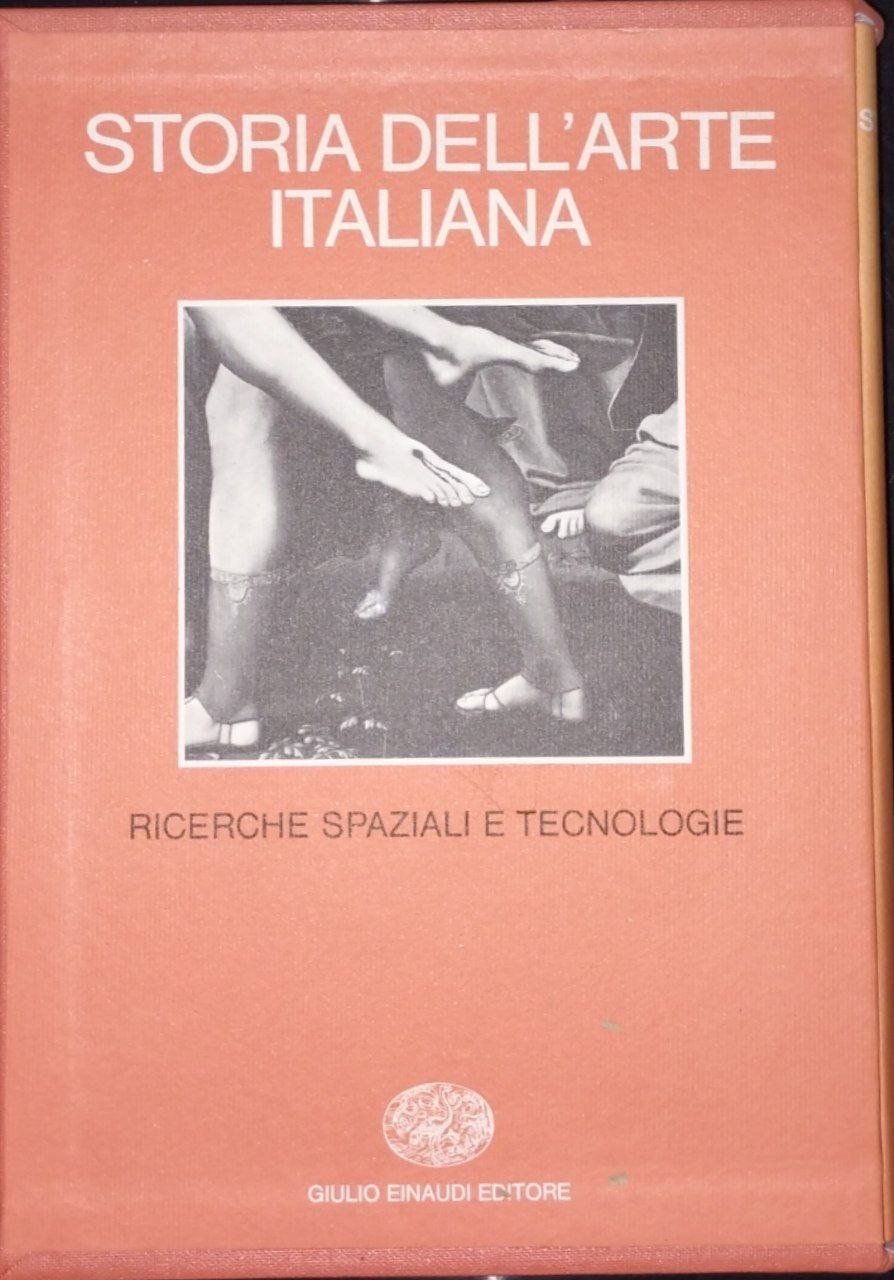 STORIA DELL'ARTE
ITALIANA
RICERCHE SPAZIALI E TECNOLOGIE
GIULIO EINAUDI EDITORE
S